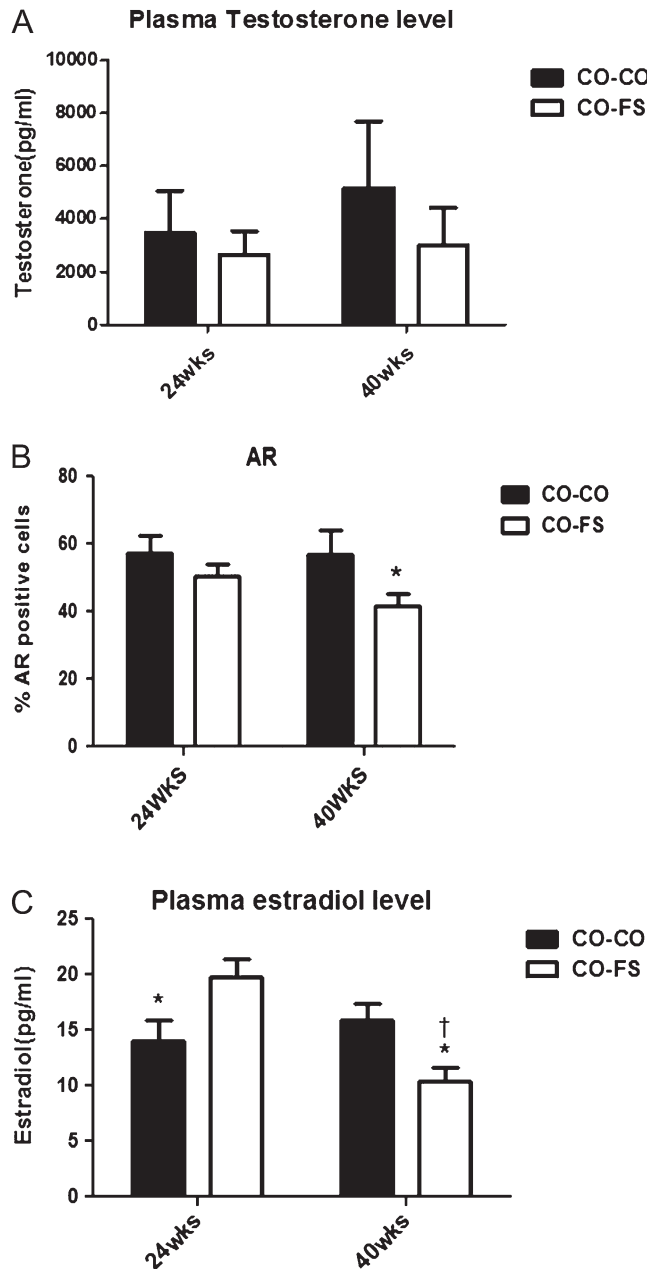 A
Plasma Testosterone level
10000
8000
6000
4000
2000
0
Testosterone(pg/ml)
24wks
40wks
CO-CO
CO-FS
B
AR
80
60
40
20
0
% AR positive cells
*
24WKS
40WKS
CO-CO
CO-FS
C
Plasma estradiol level
25
20
15
10
5
0
Estradiol(pg/ml)
*
†
*
24wks
40wks
CO-CO
CO-FS